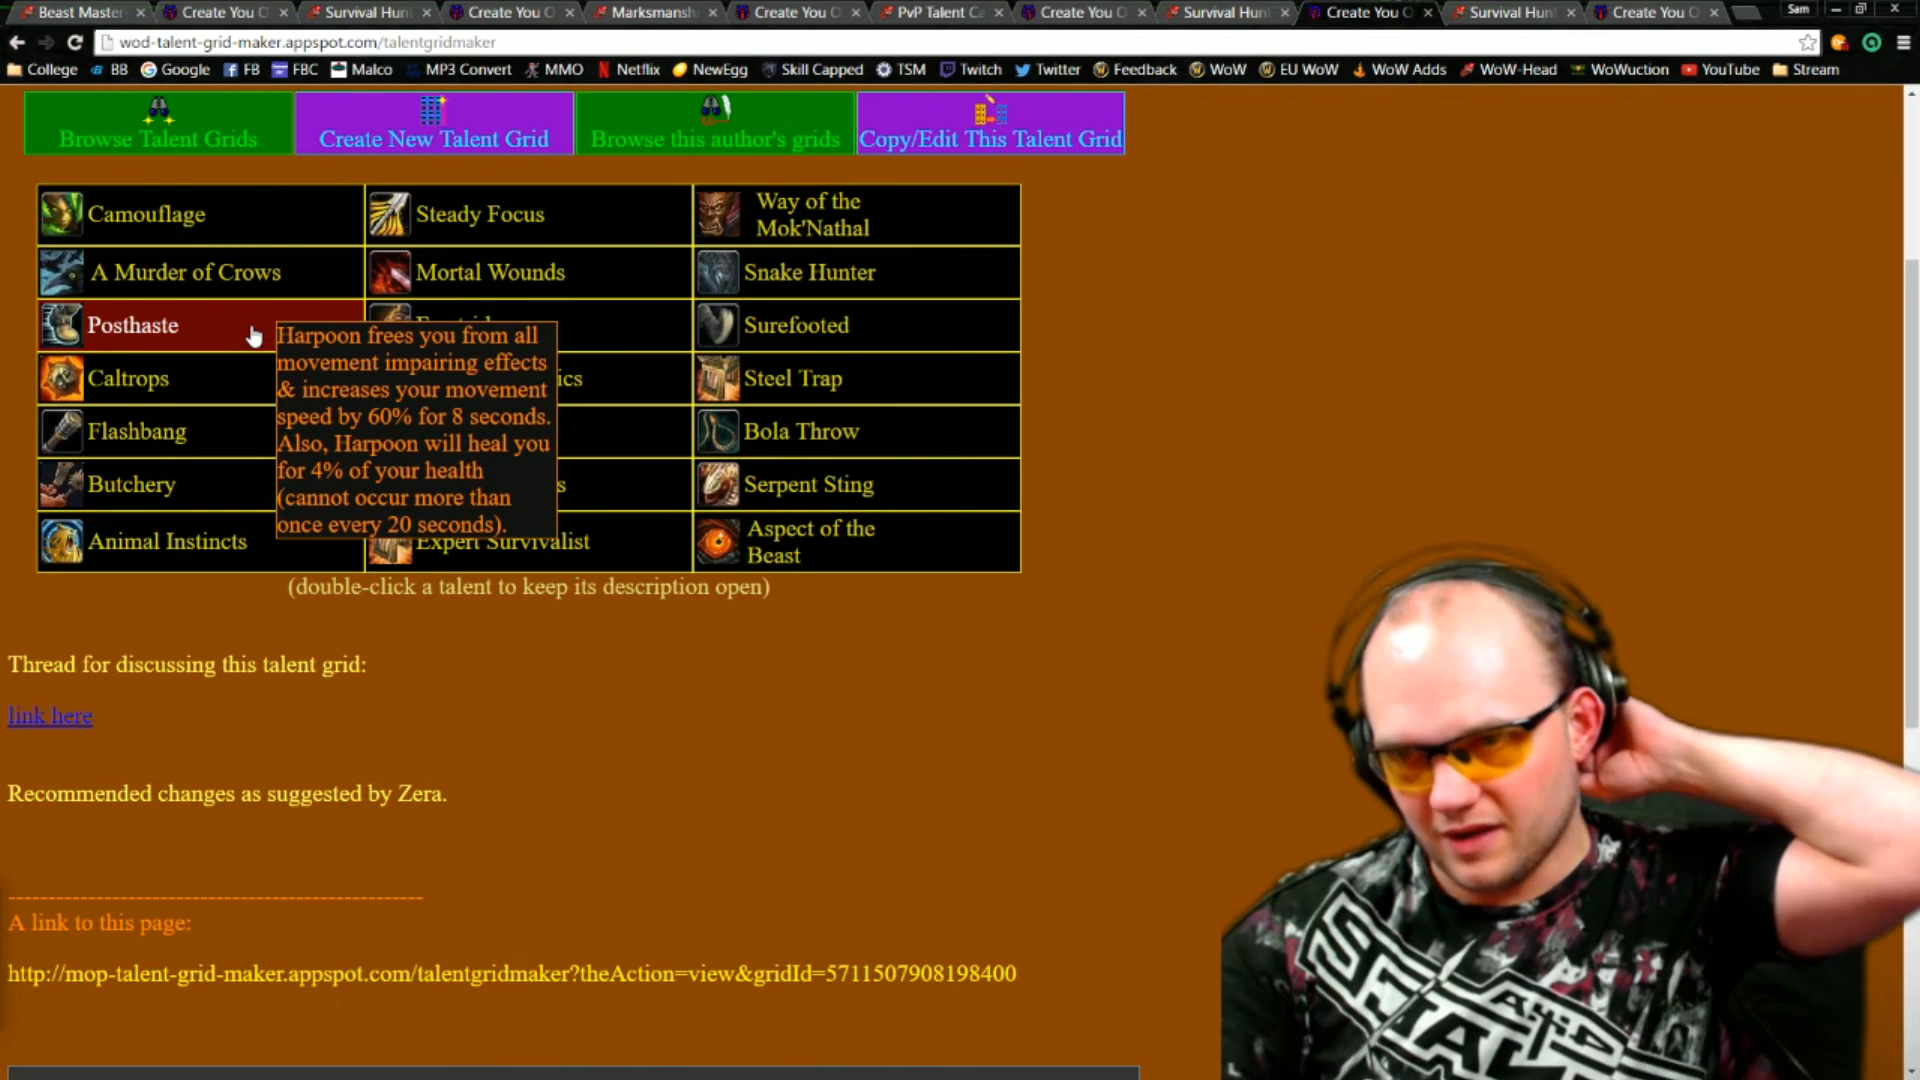 Beast Master
Create You O
Survival Hun
Create You O
Marksmansh
Create You O
PvP Talent Ca
Create You O
Survival Hun
Create You O
Survival Hun
Create You O
Sam
wod-talent-grid-maker.appspot.com/talentgridmaker
College BB Google FB FBC Malco MP3 Convert MMO Netflix NewEgg Skill Capped TSM Twitch Twitter Feedback WoW EU WoW WoW Adds WoW-Head WoWuction YouTube Stream
Browse Talent Grids
Create New Talent Grid
Browse this author's grids
Copy/Edit This Talent Grid
Camouflage
Steady Focus
Way of the
Mok'Nathal
A Murder of Crows
Mortal Wounds
Snake Hunter
Posthaste
Surefooted
Harpoon frees you from all
movement impairing effects
& increases your movement
speed by 60% for 8 seconds.
Also, Harpoon will heal you
for 4% of your health
(cannot occur more than
once every 20 seconds).
Caltrops
ics
Steel Trap
Flashbang
Bola Throw
Butchery
s
Serpent Sting
Animal Instincts
Expert Survivalist
Aspect of the
Beast
(double-click a talent to keep its description open)
Thread for discussing this talent grid:
link here
Recommended changes as suggested by Zera.
----------------------------------------------------
A link to this page:
http://mop-talent-grid-maker.appspot.com/talentgridmaker?theAction=view&gridId=5711507908198400